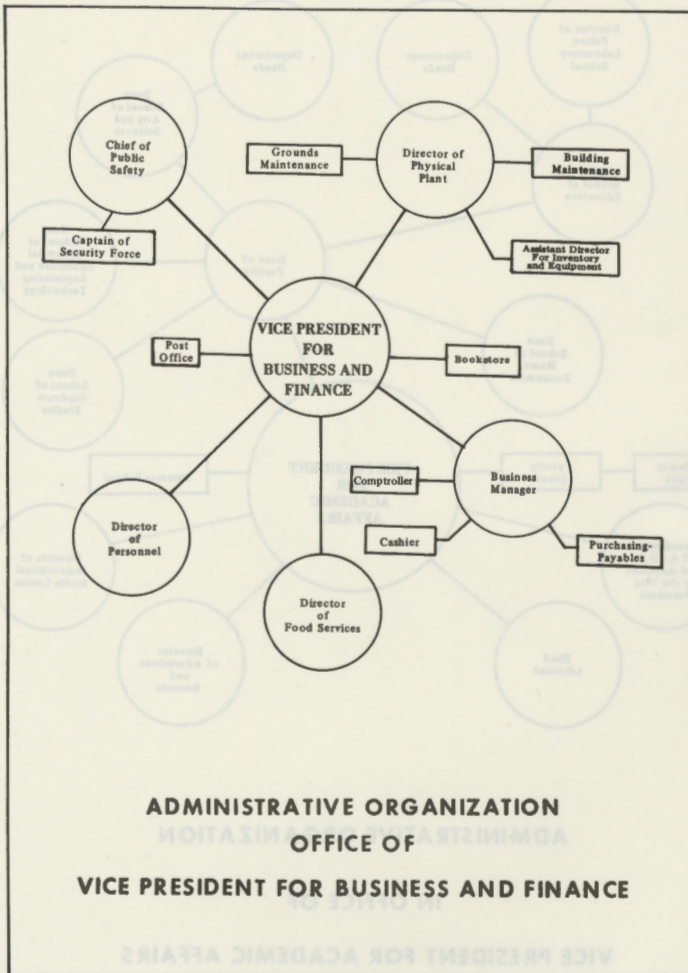 Chief of
Public
Safety
Captain of
Security Force
Grounds
Maintenance
Director of
Physical
Plant
Building
Maintenance
Assistant Director
For Inventory
and Equipment
VICE PRESIDENT
FOR
BUSINESS AND
FINANCE
Post
Office
Bookstore
Comptroller
Business
Manager
Cashier
Purchasing-
Payables
Director
of
Personnel
Director
of
Food Services
ADMINISTRATIVE ORGANIZATION
OFFICE OF
VICE PRESIDENT FOR BUSINESS AND FINANCE